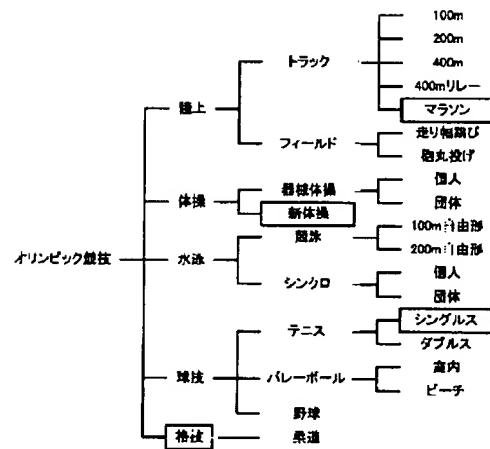 オリンピック競技
陸上
トラック
100m
200m
400m
400mリレー
マラソン
フィールド
走り幅跳び
砲丸投げ
体操
器械体操
個人
団体
新体操
水泳
競泳
100m自由形
200m自由形
シンクロ
個人
団体
球技
テニス
シングルス
ダブルス
バレーボール
室内
ビーチ
野球
格技
柔道